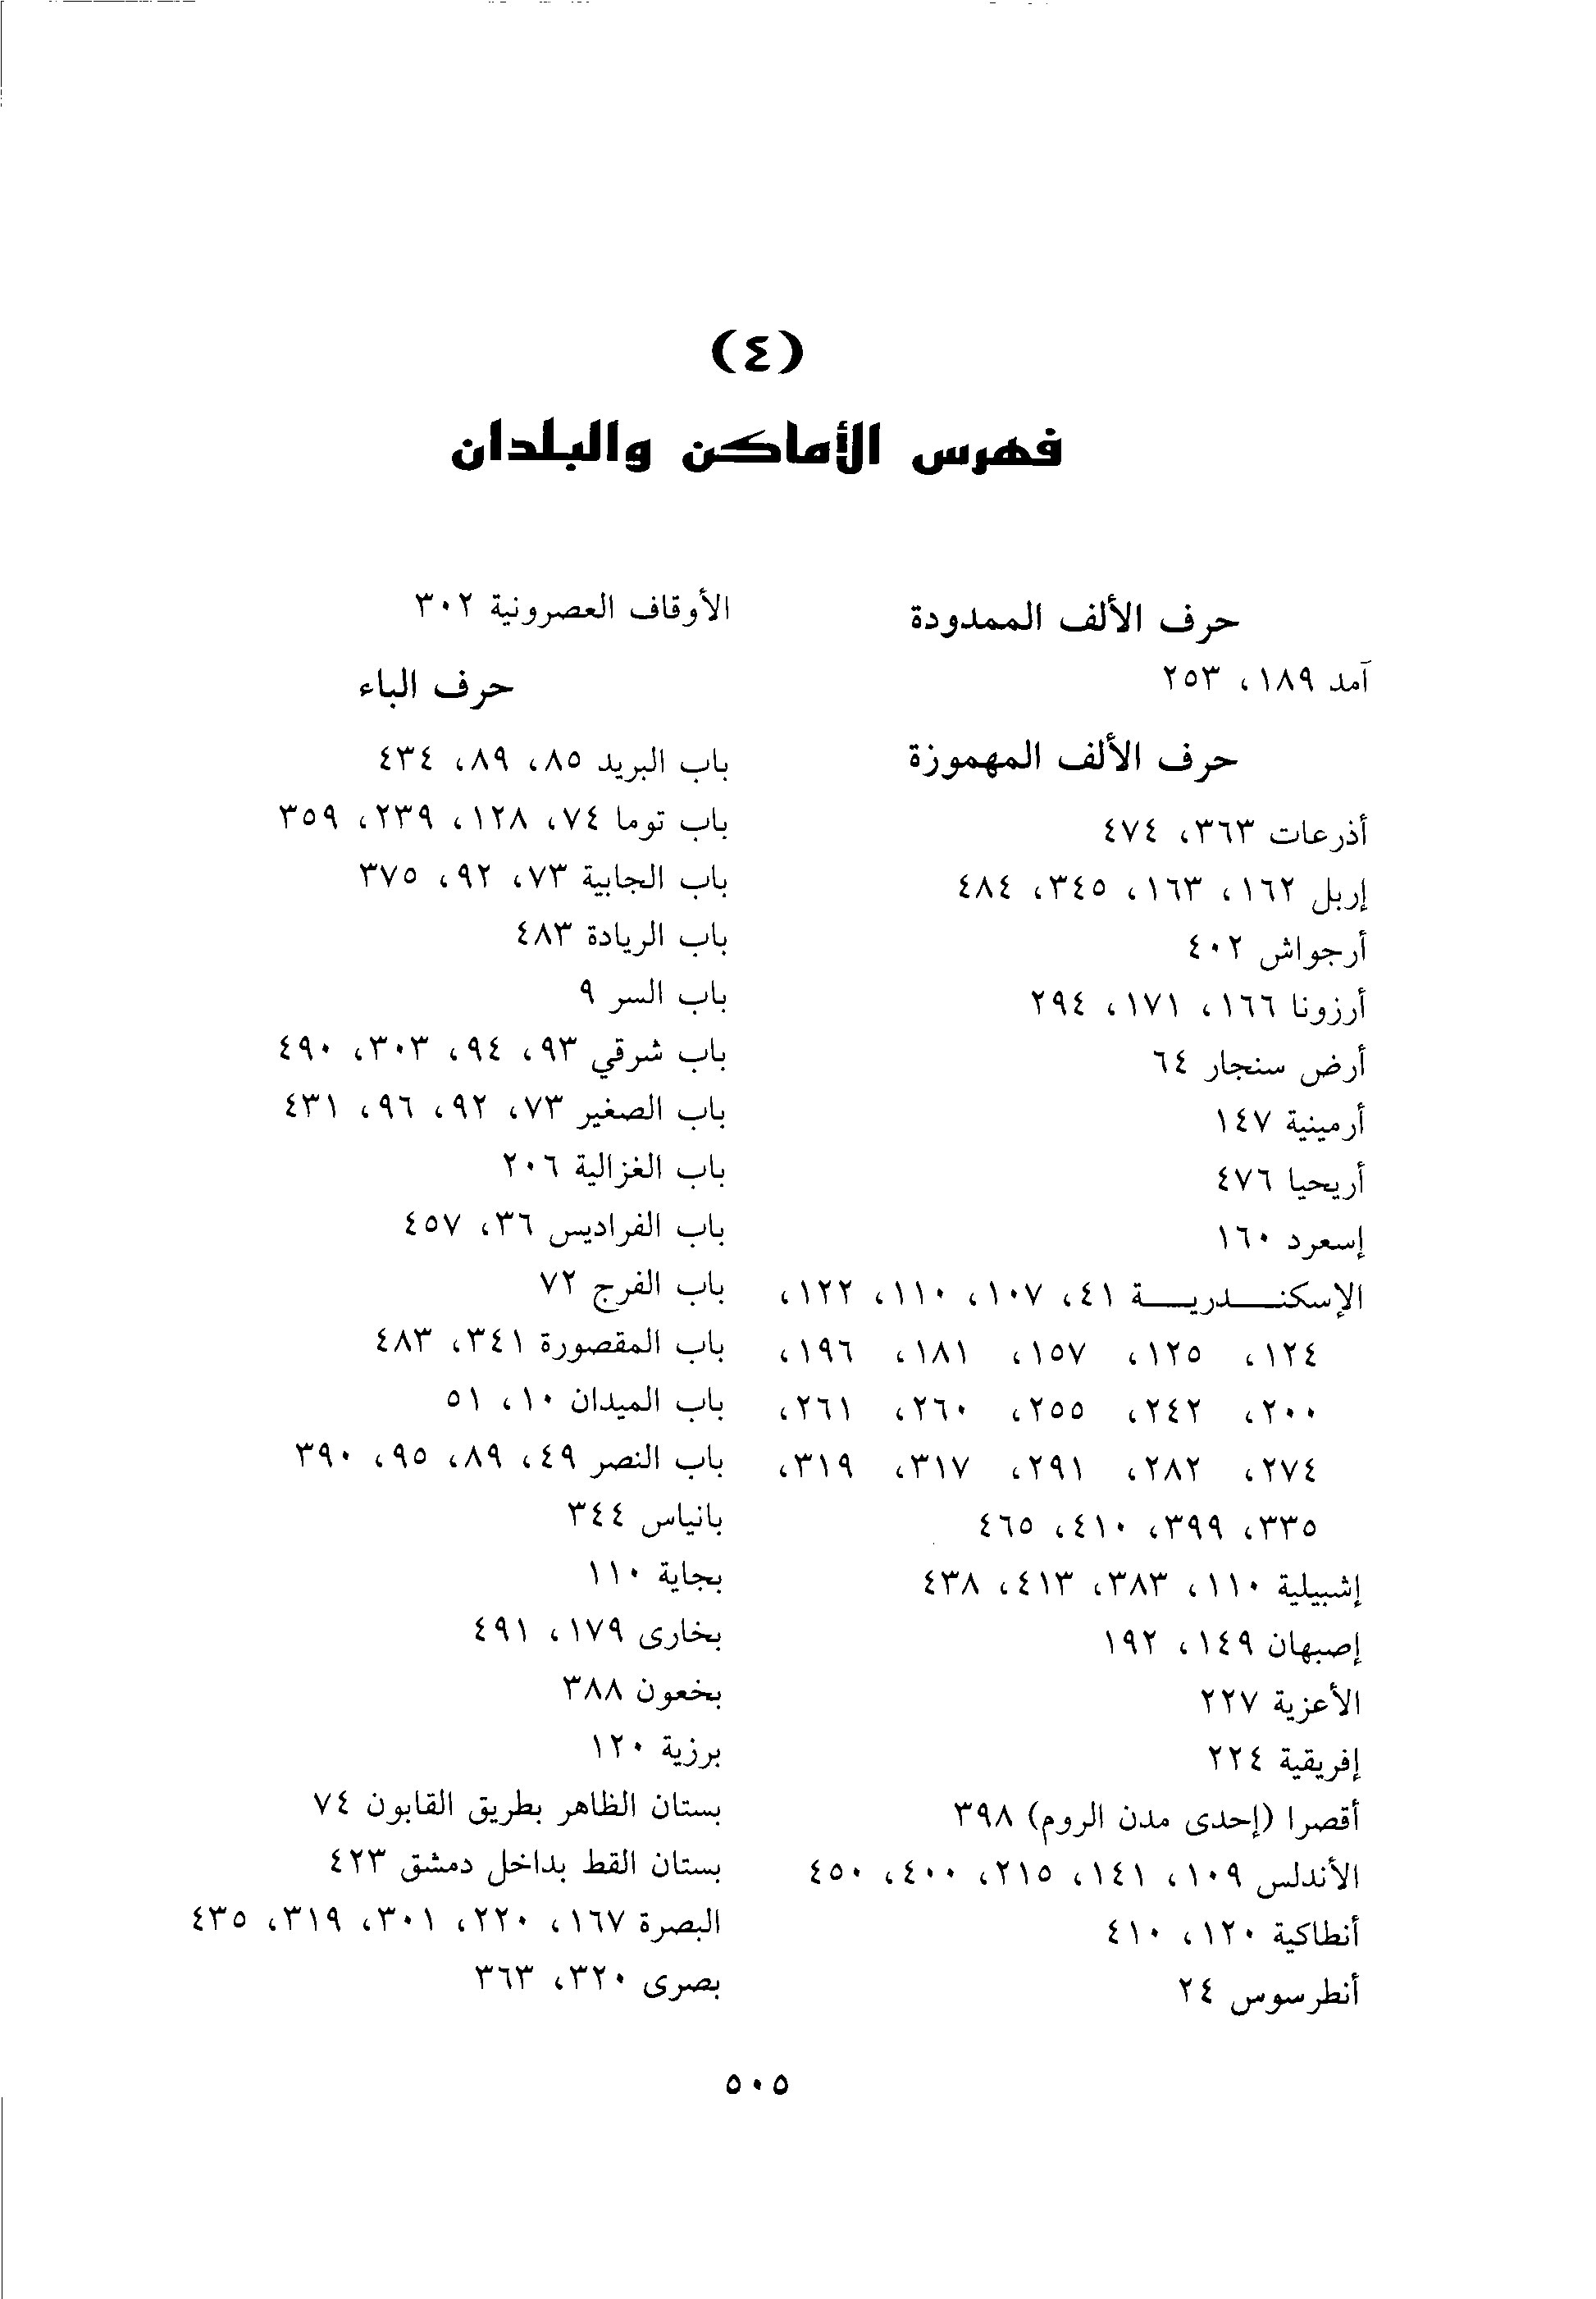 (٤)
فهرس الأماكن والبلدان
حرف الألف الممدودة
آمد ١٨٩، ٢٥٣
حرف الألف المهموزة
أذرعات ٣٦٣، ٤٧٤
إربل ١٦٢، ١٦٣، ٣٤٥، ٤٨٤
أرجواش ٤٠٢
أرزونا ١٦٦، ١٧١، ٢٩٤
أرض سنجار ٦٤
أرمينية ١٤٧
أريحيا ٤٧٦
إسعرد ١٦٠
الإسكنــدريــة ٤١، ١٠٧، ١١٠، ١٢٢،
١٢٤، ١٢٥، ١٥٧، ١٨١، ١٩٦،
٢٠٠، ٢٤٢، ٢٥٥، ٢٦٠، ٢٦١،
٢٧٤، ٢٨٢، ٢٩١، ٣١٧، ٣١٩،
٣٣٥، ٣٩٩، ٤١٠، ٤٦٥
إشبيلية ١١٠، ٣٨٣، ٤١٣، ٤٣٨
إصبهان ١٤٩، ١٩٢
الأعزية ٢٢٧
إفريقية ٢٢٤
أقصرا (إحدى مدن الروم) ٣٩٨
الأندلس ١٠٩، ١٤١، ٢١٥، ٤٠٠، ٤٥٠
أنطاكية ١٢٠، ٤١٠
أنطرسوس ٢٤
الأوقاف العصرونية ٣٠٢
حرف الباء
باب البريد ٨٥، ٨٩، ٤٣٤
باب توما ٧٤، ١٢٨، ٢٣٩، ٣٥٩
باب الجابية ٧٣، ٩٢، ٣٧٥
باب الريادة ٤٨٣
باب السر ٩
باب شرقي ٩٣، ٩٤، ٣٠٣، ٤٩٠
باب الصغير ٧٣، ٩٢، ٩٦، ٤٣١
باب الغزالية ٢٠٦
باب الفراديس ٣٦، ٤٥٧
باب الفرج ٧٢
باب المقصورة ٣٤١، ٤٨٣
باب الميدان ١٠، ٥١
باب النصر ٤٩، ٨٩، ٩٥، ٣٩٠
بانياس ٣٤٤
بجاية ١١٠
بخارى ١٧٩، ٤٩١
بخعون ٣٨٨
برزية ١٢٠
بستان الظاهر بطريق القابون ٧٤
بستان القط بداخل دمشق ٤٢٣
البصرة ١٦٧، ٢٢٠، ٣٠١، ٣١٩، ٤٣٥
بصرى ٣٢٠، ٣٦٣
٥٠٥